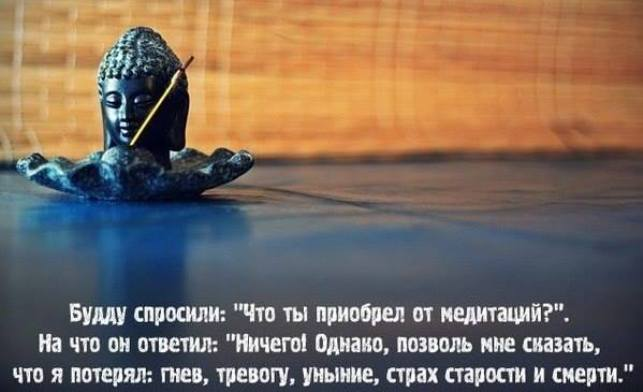 Будду спросили: "Что ты приобрел от медитаций?".
На что он ответил: "Ничего! Однако, позволь мне сказать,
что я потерял: гнев, тревогу, уныние, страх старости и смерти."